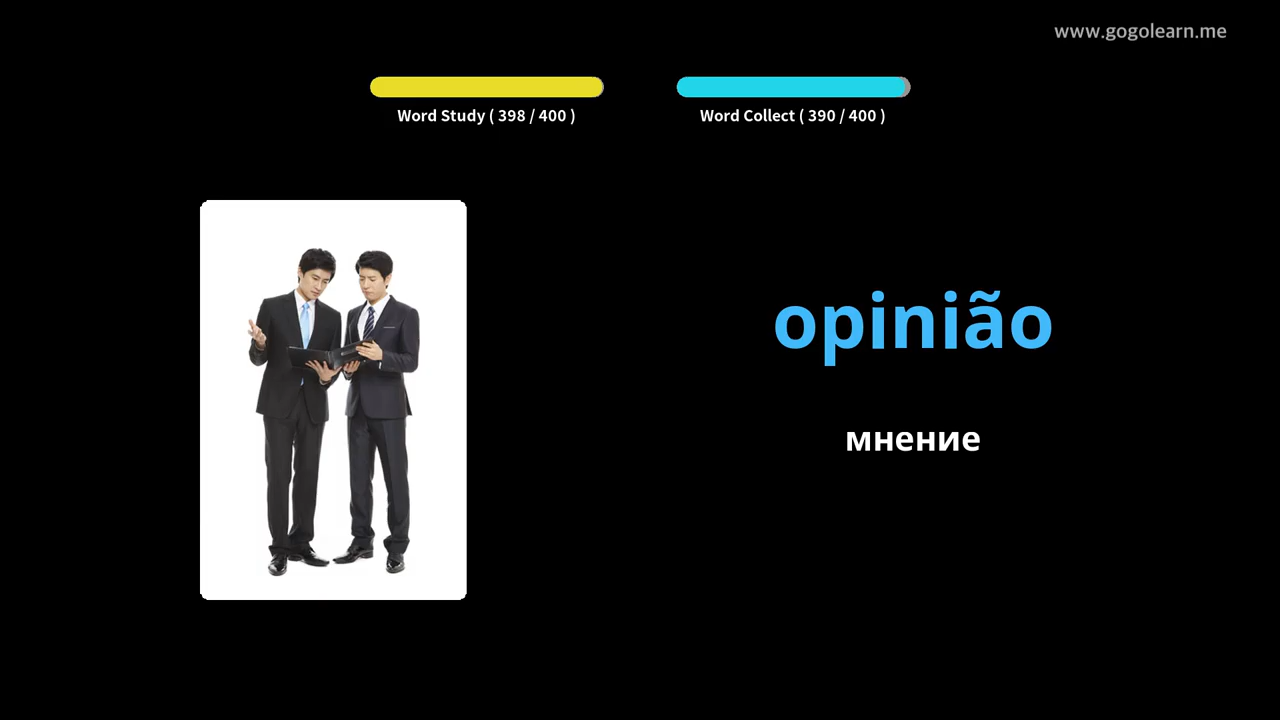 www.gogolearn.me
Word Study ( 398 / 400 )
Word Collect ( 390 / 400 )
opinião
мнение